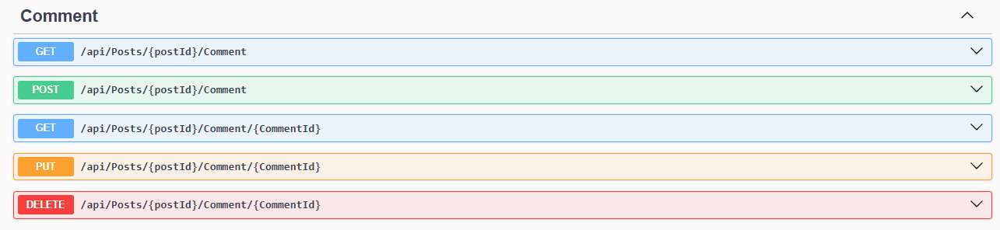 Comment
GET /api/Posts/{postId}/Comment
POST /api/Posts/{postId}/Comment
GET /api/Posts/{postId}/Comment/{CommentId}
PUT /api/Posts/{postId}/Comment/{CommentId}
DELETE /api/Posts/{postId}/Comment/{CommentId}